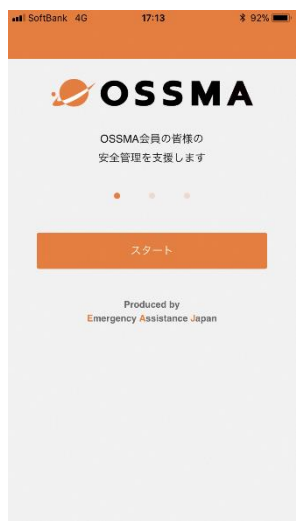 SoftBank 4G 17:13 92%
OSSMA
OSSMA会員の皆様の
安全管理を支援します
スタート
Produced by
Emergency Assistance Japan